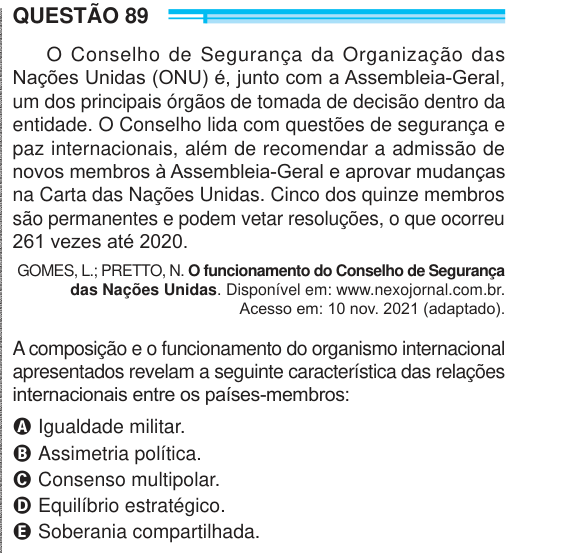 QUESTÃO 89
O Conselho de Segurança da Organização das
Nações Unidas (ONU) é, junto com a Assembleia-Geral,
um dos principais órgãos de tomada de decisão dentro da
entidade. O Conselho lida com questões de segurança e
paz internacionais, além de recomendar a admissão de
novos membros à Assembleia-Geral e aprovar mudanças
na Carta das Nações Unidas. Cinco dos quinze membros
são permanentes e podem vetar resoluções, o que ocorreu
261 vezes até 2020.
GOMES, L.; PRETTO, N. O funcionamento do Conselho de Segurança
das Nações Unidas. Disponível em: www.nexojornal.com.br.
Acesso em: 10 nov. 2021 (adaptado).
A composição e o funcionamento do organismo internacional
apresentados revelam a seguinte característica das relações
internacionais entre os países-membros:
A Igualdade militar.
B Assimetria política.
C Consenso multipolar.
D Equilíbrio estratégico.
E Soberania compartilhada.